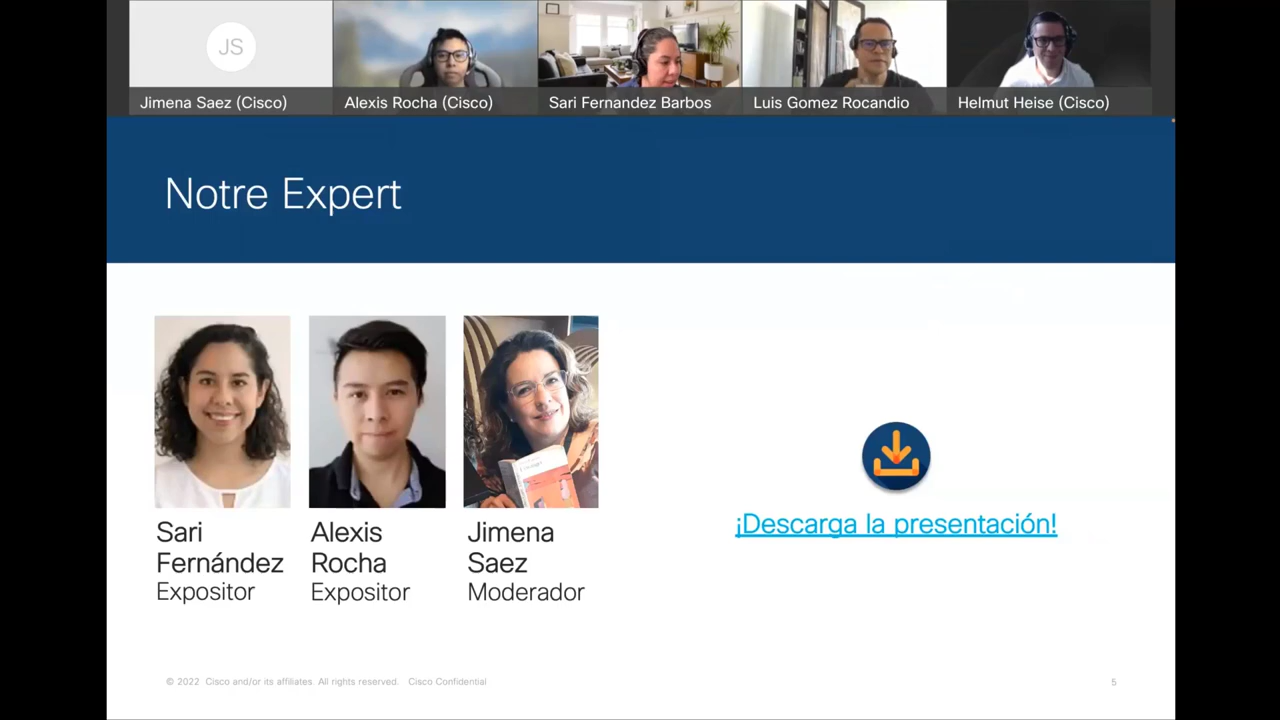 JS
Jimena Saez (Cisco)
Alexis Rocha (Cisco)
Sari Fernandez Barbos
Luis Gomez Rocandio
Helmut Heise (Cisco)
Notre Expert
Sari
Fernández
Expositor
Alexis
Rocha
Expositor
Jimena
Saez
Moderador
¡Descarga la presentación!
© 2022 Cisco and/or its affiliates. All rights reserved. Cisco Confidential
5